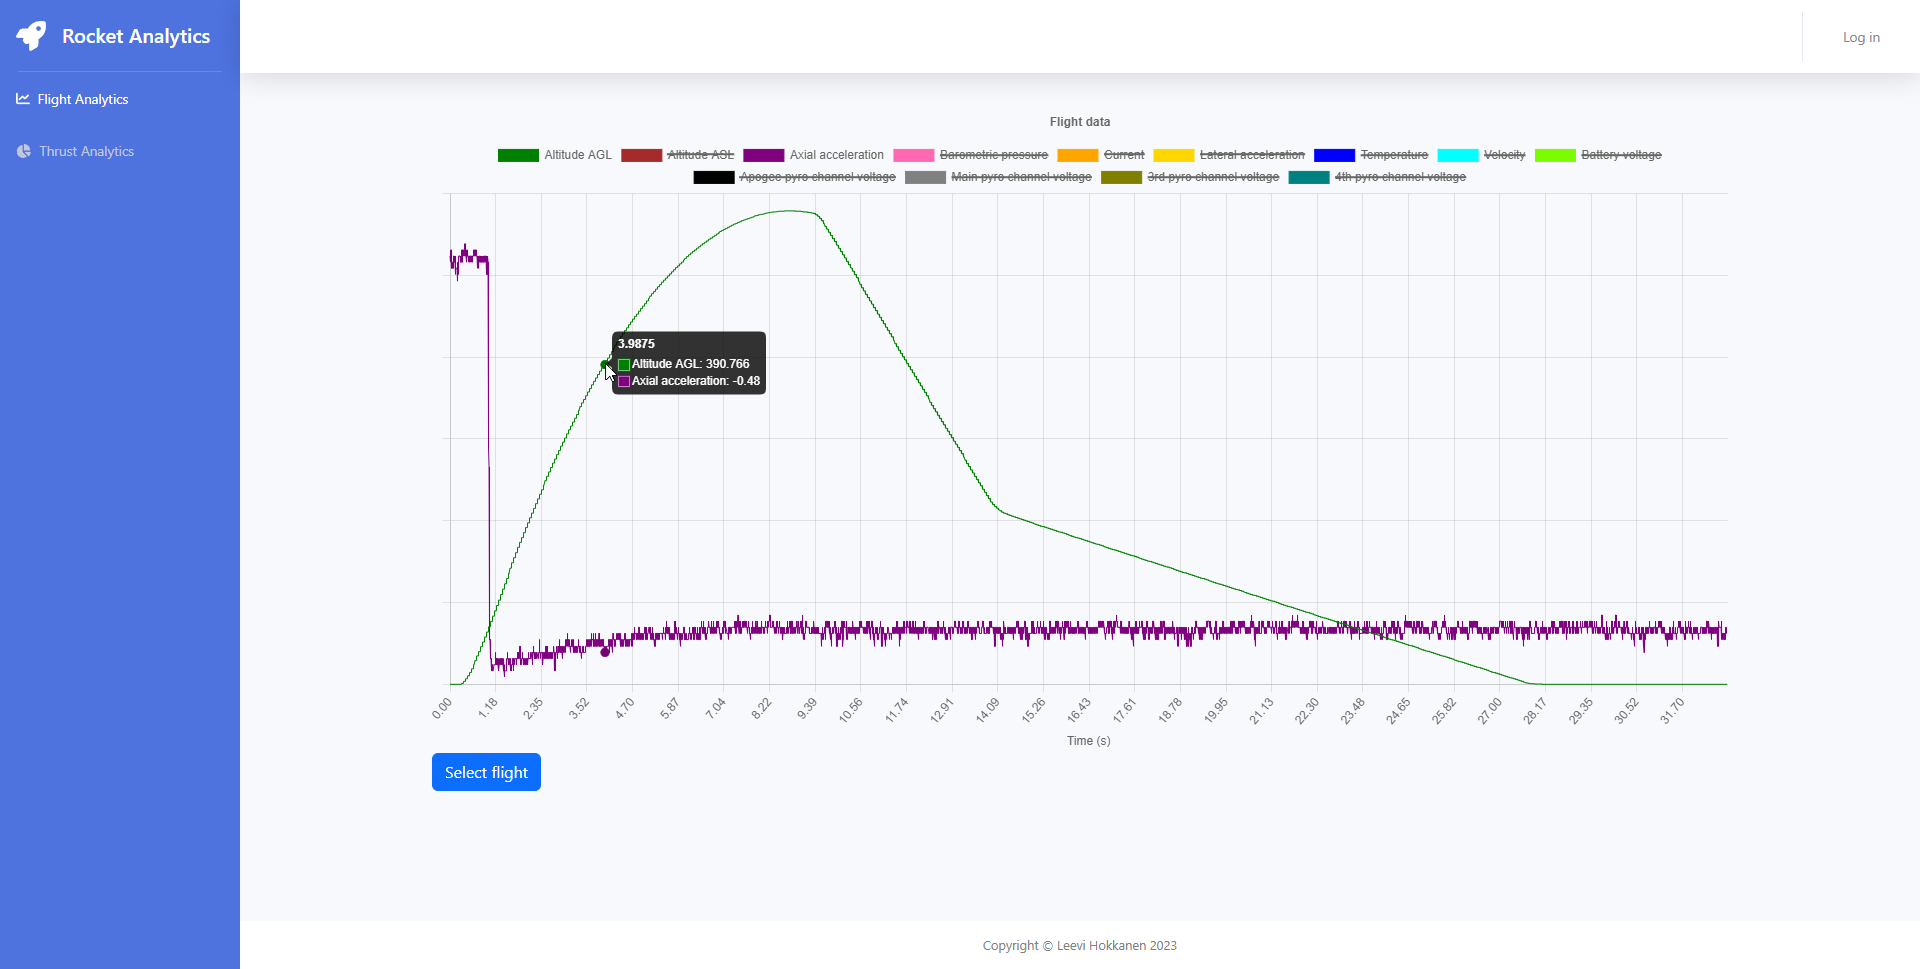 Rocket Analytics
Log in
Flight Analytics
Thrust Analytics
Flight data
Altitude AGL Altitude ASL Axial acceleration Barometric pressure Current Lateral acceleration Temperature Velocity Battery voltage
Apogee pyro channel voltage Main pyro channel voltage 3rd pyro channel voltage 4th pyro channel voltage
3.9875
Altitude AGL: 390.766
Axial acceleration: -0.48
0.00 1.18 2.35 3.52 4.70 5.87 7.04 8.22 9.39 10.56 11.74 12.91 14.09 15.26 16.43 17.61 18.78 19.95 21.13 22.30 23.48 24.65 25.82 27.00 28.17 29.35 30.52 31.70
Time (s)
Select flight
Copyright © Leevi Hokkanen 2023